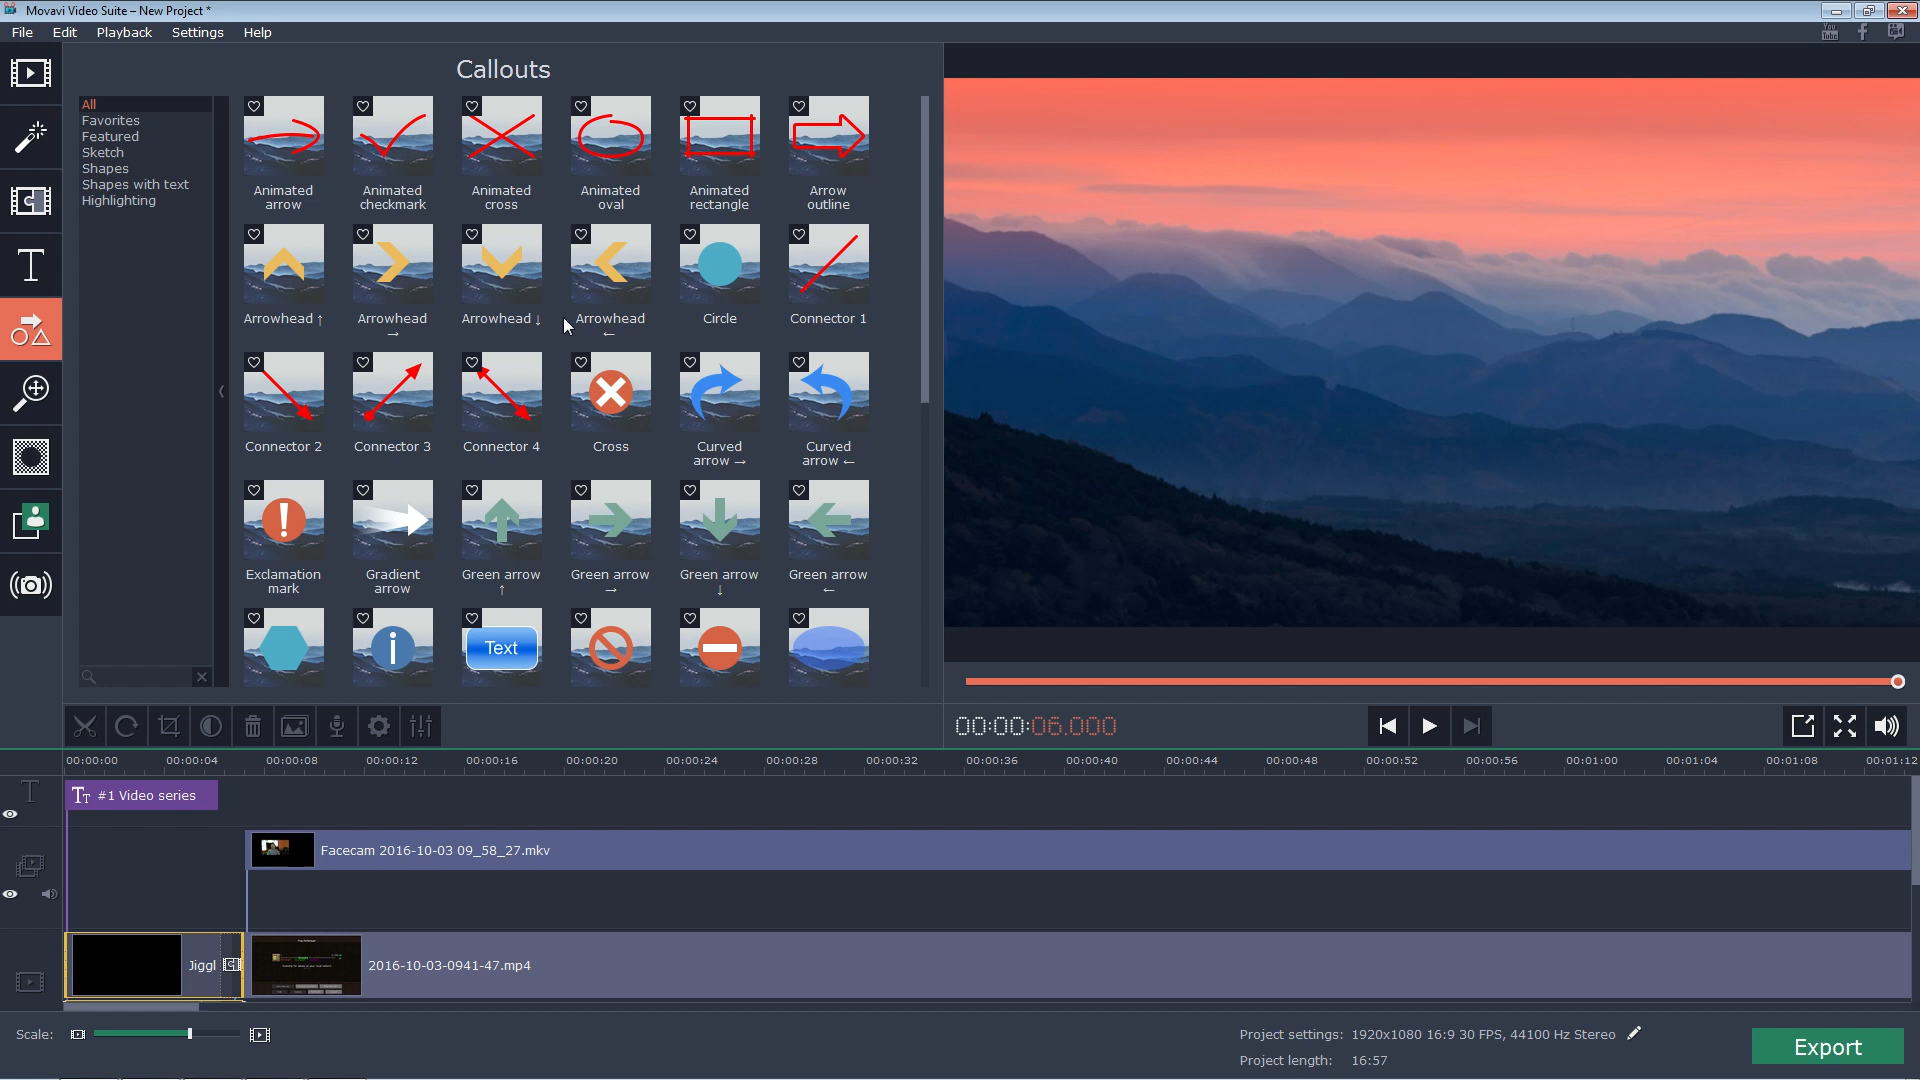 Movavi Video Suite – New Project *
File Edit Playback Settings Help
You
Tube
Callouts
All
Favorites
Featured
Sketch
Shapes
Shapes with text
Highlighting
Animated arrow
Animated checkmark
Animated cross
Animated oval
Animated rectangle
Arrow outline
Arrowhead ↑
Arrowhead →
Arrowhead ↓
Arrowhead ←
Circle
Connector 1
Connector 2
Connector 3
Connector 4
Cross
Curved arrow →
Curved arrow ←
Exclamation mark
Gradient arrow
Green arrow ↑
Green arrow →
Green arrow ↓
Green arrow ←
i
Text
00:00:06.000
00:00:00 00:00:04 00:00:08 00:00:12 00:00:16 00:00:20 00:00:24 00:00:28 00:00:32 00:00:36 00:00:40 00:00:44 00:00:48 00:00:52 00:00:56 00:01:00 00:01:04 00:01:08 00:01:12
#1 Video series
Facecam 2016-10-03 09_58_27.mkv
Jiggl
2016-10-03-0941-47.mp4
Scale:
Project settings: 1920x1080 16:9 30 FPS, 44100 Hz Stereo
Project length: 16:57
Export